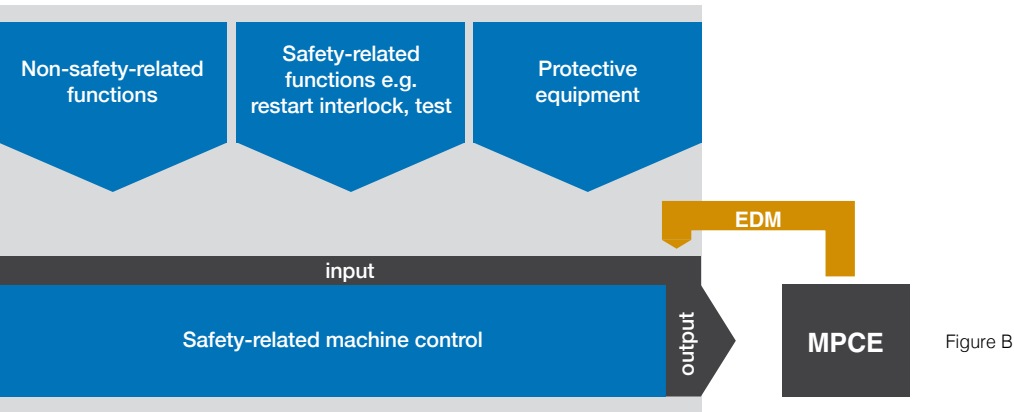 Non-safety-related
functions
Safety-related
functions e.g.
restart interlock, test
Protective
equipment
EDM
input
Safety-related machine control
output
MPCE
Figure B